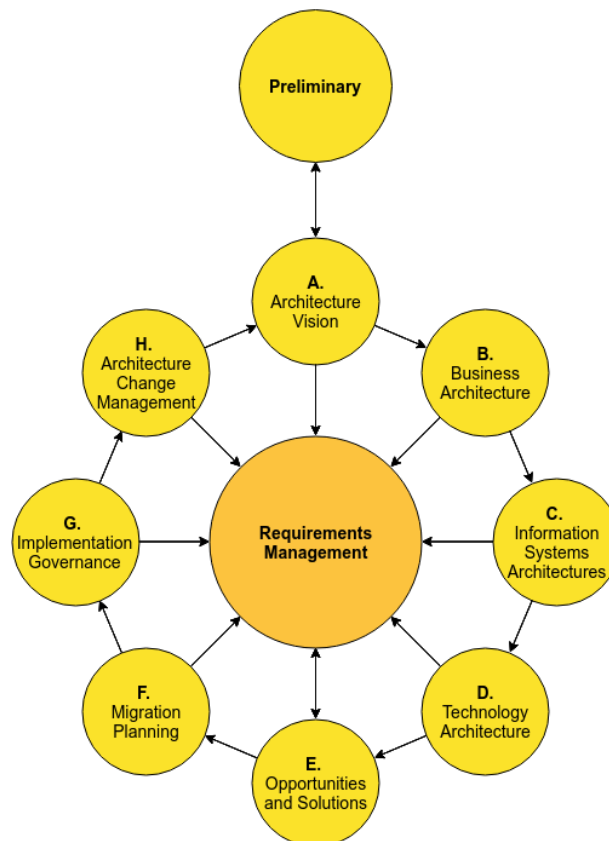 Preliminary
A.
Architecture
Vision
B.
Business
Architecture
C.
Information
Systems
Architectures
D.
Technology
Architecture
E.
Opportunities
and Solutions
F.
Migration
Planning
G.
Implementation
Governance
H.
Architecture
Change
Management
Requirements
Management